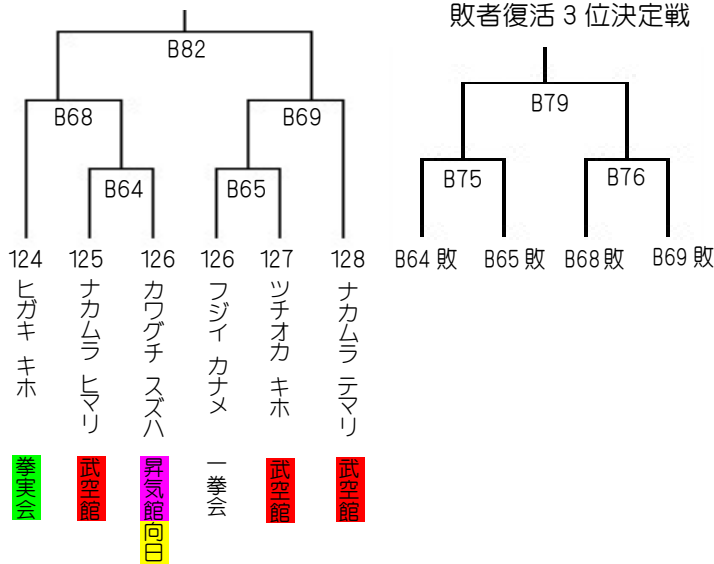 敗者復活3位決定戦
B82
B79
B68
B69
B64
B65
B75
B76
124
125
126
126
127
128
B64敗
B65敗
B68敗
B69敗
ヒガキ キホ
ナカムラ ヒマリ
カワグチ スズハ
フジイ カナメ
ツチオカ キホ
ナカムラ テマリ
拳実会
武空館
昇気館向日
一拳会
武空館
武空館